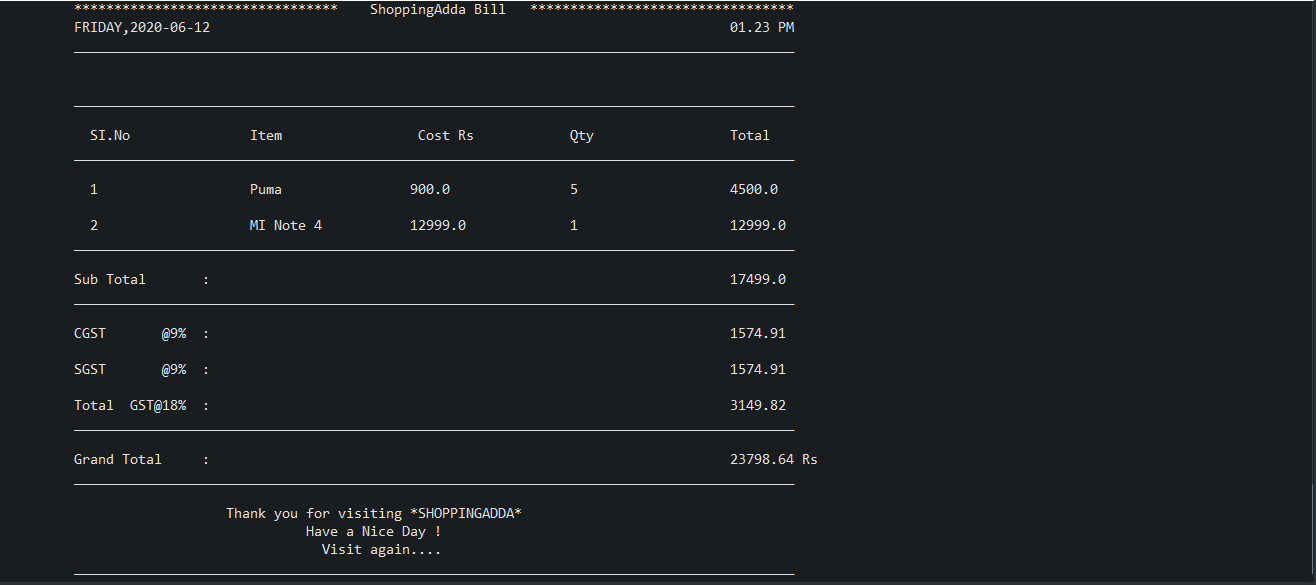 ********************************* ShoppingAdda Bill *********************************
FRIDAY,2020-06-12 01.23 PM
SI.No Item Cost Rs Qty Total
1 Puma 900.0 5 4500.0
2 MI Note 4 12999.0 1 12999.0
Sub Total : 17499.0
CGST @9% : 1574.91
SGST @9% : 1574.91
Total GST@18% : 3149.82
Grand Total : 23798.64 Rs
Thank you for visiting *SHOPPINGADDA*
Have a Nice Day !
Visit again....